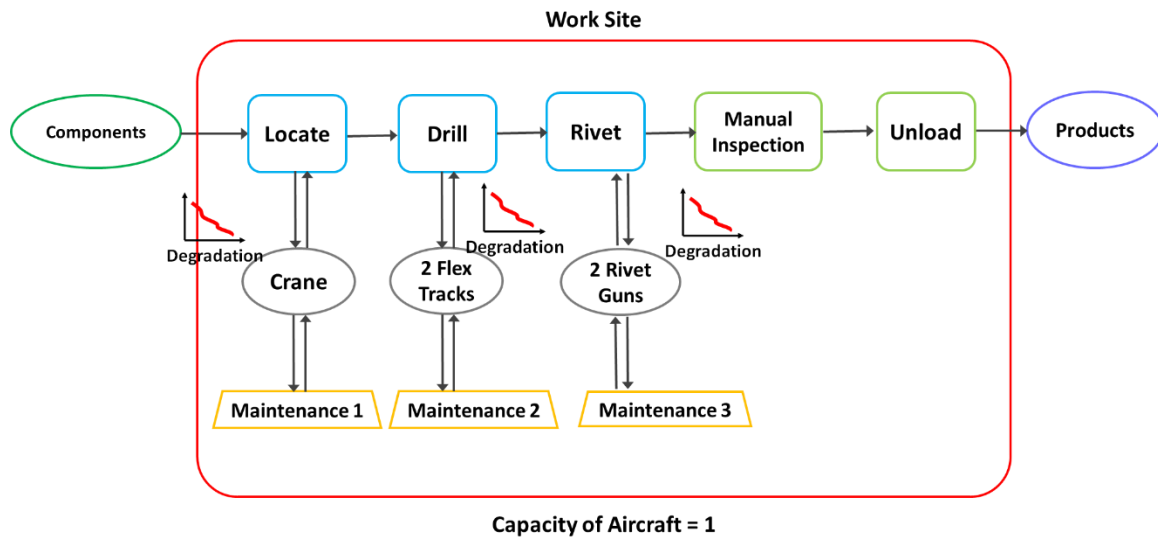 Work Site
Components
Locate
Drill
Rivet
Manual
Inspection
Unload
Products
Degradation
Degradation
Degradation
Crane
2 Flex
Tracks
2 Rivet
Guns
Maintenance 1
Maintenance 2
Maintenance 3
Capacity of Aircraft = 1